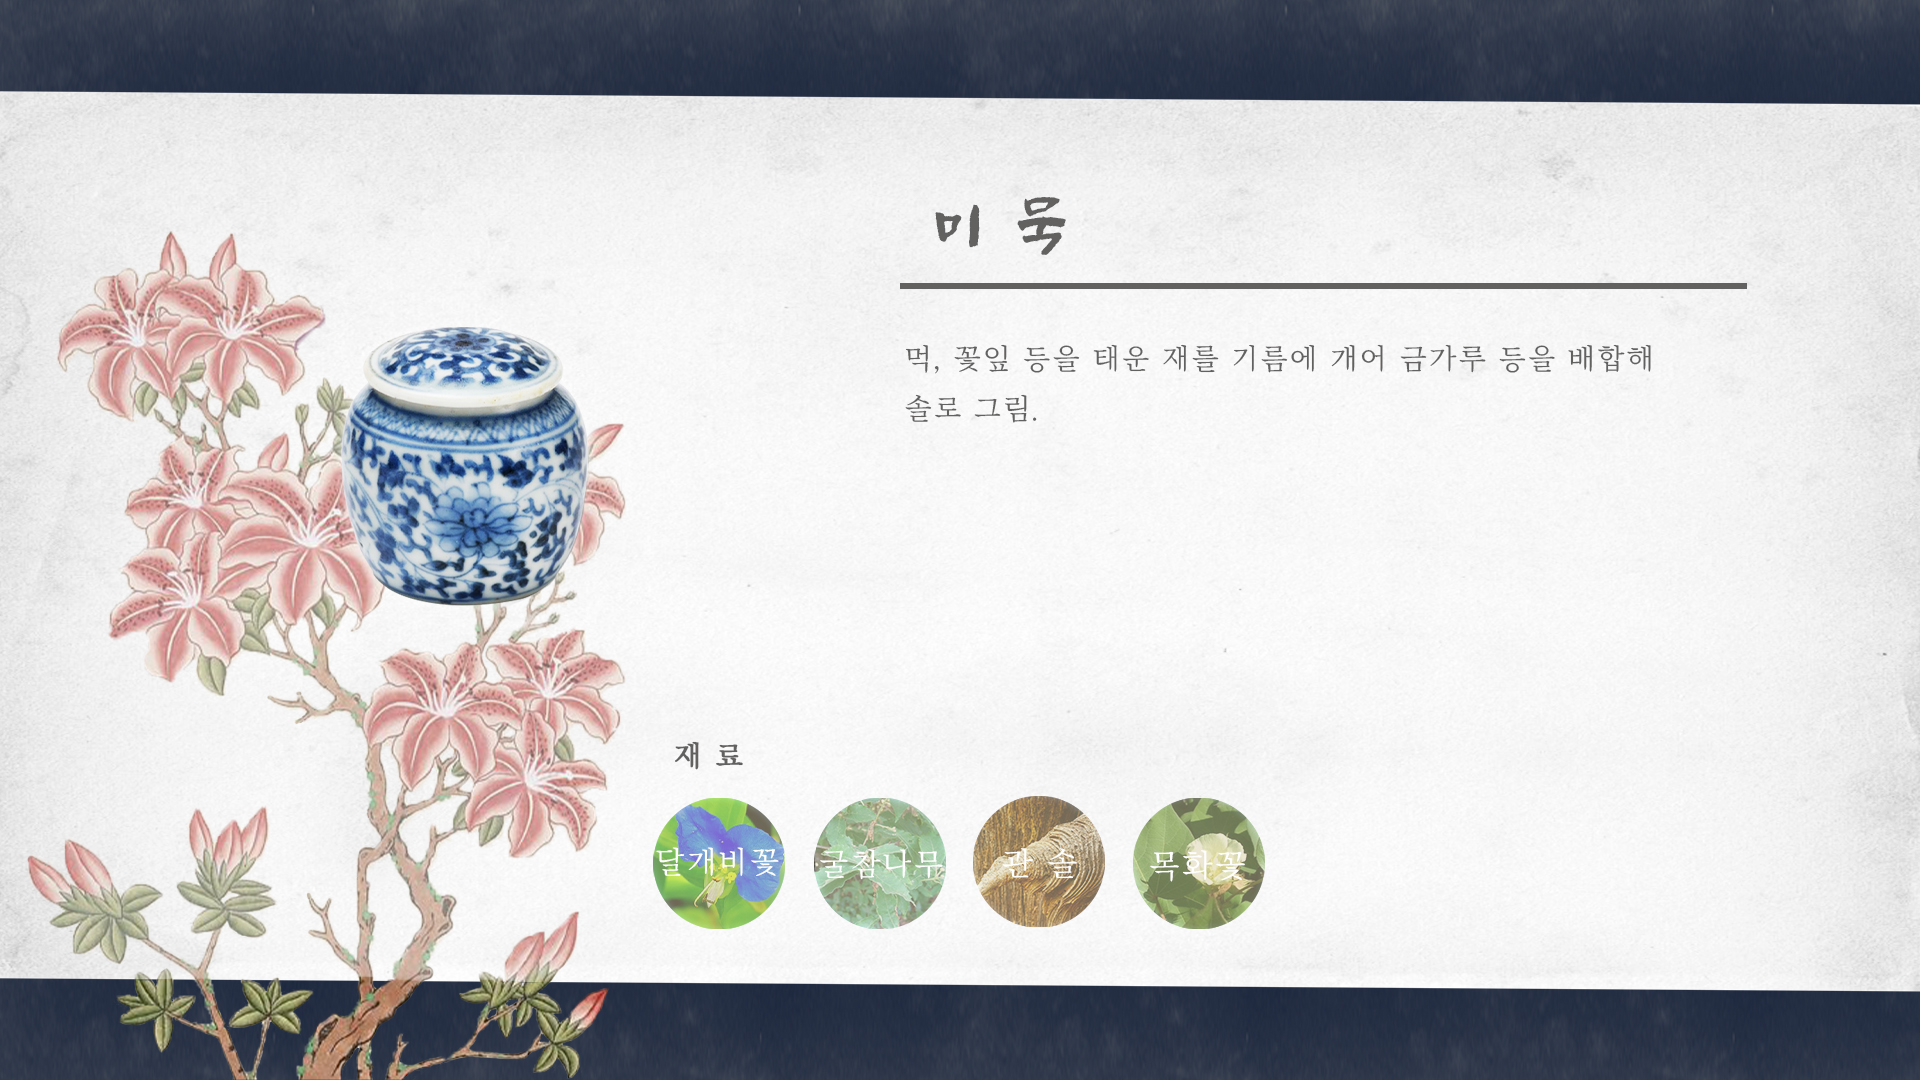 미 묵
먹, 꽃잎 등을 태운 재를 기름에 개어 금가루 등을 배합해
솔로 그림.
재 료
달개비꽃
굴참나무
판 솔
목화꽃